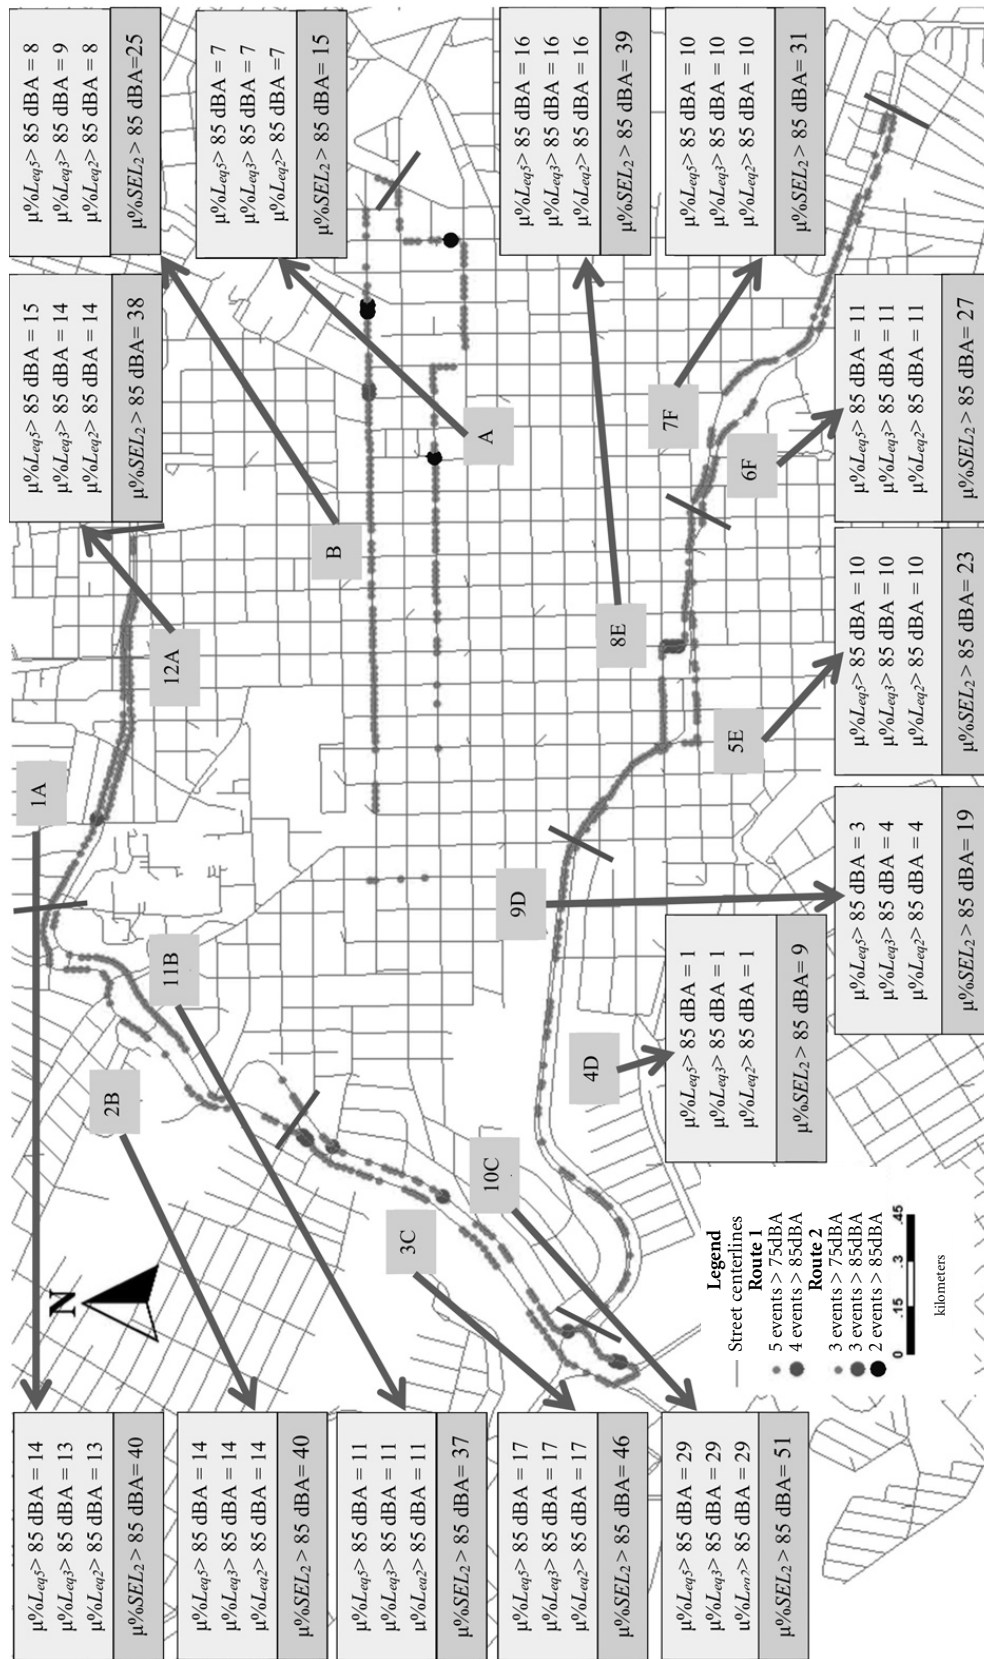 μ%Leq5> 85 dBA = 14
μ%Leq3> 85 dBA = 13
μ%Leq2> 85 dBA = 13
μ%SEL2 > 85 dBA = 40
μ%Leq5> 85 dBA = 14
μ%Leq3> 85 dBA = 14
μ%Leq2> 85 dBA = 14
μ%SEL2 > 85 dBA = 40
μ%Leq5> 85 dBA = 11
μ%Leq3> 85 dBA = 11
μ%Leq2> 85 dBA = 11
μ%SEL2 > 85 dBA = 37
μ%Leq5> 85 dBA = 17
μ%Leq3> 85 dBA = 17
μ%Leq2> 85 dBA = 17
μ%SEL2 > 85 dBA = 46
μ%Leq5> 85 dBA = 29
μ%Leq3> 85 dBA = 29
μ%Leq2> 85 dBA = 29
μ%SEL2 > 85 dBA = 51
N
1A
2B
11B
3C
10C
12A
B
A
9D
4D
8E
5E
7F
6F
μ%Leq5> 85 dBA = 15
μ%Leq3> 85 dBA = 14
μ%Leq2> 85 dBA = 14
μ%SEL2 > 85 dBA = 38
μ%Leq5> 85 dBA = 8
μ%Leq3> 85 dBA = 9
μ%Leq2> 85 dBA = 8
μ%SEL2 > 85 dBA=25
μ%Leq5> 85 dBA = 7
μ%Leq3> 85 dBA = 7
μ%Leq2> 85 dBA =7
μ%SEL2> 85 dBA= 15
μ%Leq5> 85 dBA = 16
μ%Leq3> 85 dBA = 16
μ%Leq2> 85 dBA = 16
μ%SEL2 > 85 dBA= 39
μ%Leq5> 85 dBA = 10
μ%Leq3> 85 dBA = 10
μ%Leq2> 85 dBA = 10
μ%SEL2 > 85 dBA = 31
μ%Leq5> 85 dBA = 1
μ%Leq3> 85 dBA = 1
μ%Leq2> 85 dBA = 1
μ%SEL2 > 85 dBA= 9
μ%Leq5> 85 dBA = 3
μ%Leq3> 85 dBA = 4
μ%Leq2> 85 dBA = 4
μ%SEL2 > 85 dBA= 19
μ%Leq5> 85 dBA = 10
μ%Leq3> 85 dBA = 10
μ%Leq2> 85 dBA = 10
μ%SEL2 > 85 dBA= 23
μ%Leq5> 85 dBA = 11
μ%Leq3> 85 dBA = 11
μ%Leq2> 85 dBA = 11
μ%SEL2 > 85 dBA= 27
Legend
Street centerlines
Route 1
5 events > 75dBA
4 events > 85dBA
Route 2
3 events > 75dBA
3 events > 85dBA
2 events > 85dBA
0 .15 .3 .45
kilometers